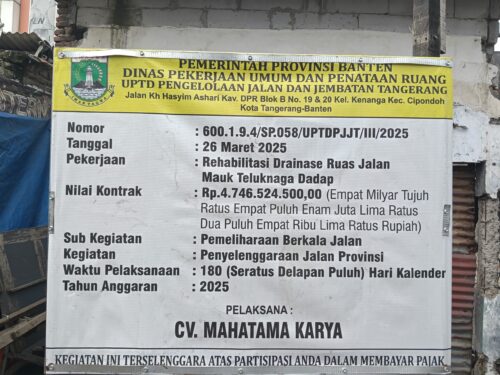 PEMERINTAH PROVINSI BANTEN
DINAS PEKERJAAN UMUM DAN PENATAAN RUANG
UPTD PENGELOLAAN JALAN DAN JEMBATAN TANGERANG
Jalan Kh Hasyim Ashari Kav. DPR Blok B No. 19 & 20 Kel. Kenanga Kec. Cipondoh
Kota Tangerang-Banten
Nomor : 600.1.9.4/SP.058/UPTDPJJT/III/2025
Tanggal : 26 Maret 2025
Pekerjaan : Rehabilitasi Drainase Ruas Jalan
Mauk Teluknaga Dadap
Nilai Kontrak : Rp.4.746.524.500,00 (Empat Milyar Tujuh
Ratus Empat Puluh Enam Juta Lima Ratus
Dua Puluh Empat Ribu Lima Ratus Rupiah)
Sub Kegiatan : Pemeliharaan Berkala Jalan
Kegiatan : Penyelenggaraan Jalan Provinsi
Waktu Pelaksanaan : 180 (Seratus Delapan Puluh) Hari Kalender
Tahun Anggaran : 2025
PELAKSANA :
CV. MAHATAMA KARYA
KEGIATAN INI TERSELENGGARA ATAS PARTISIPASI ANDA DALAM MEMBAYAR PAJAK